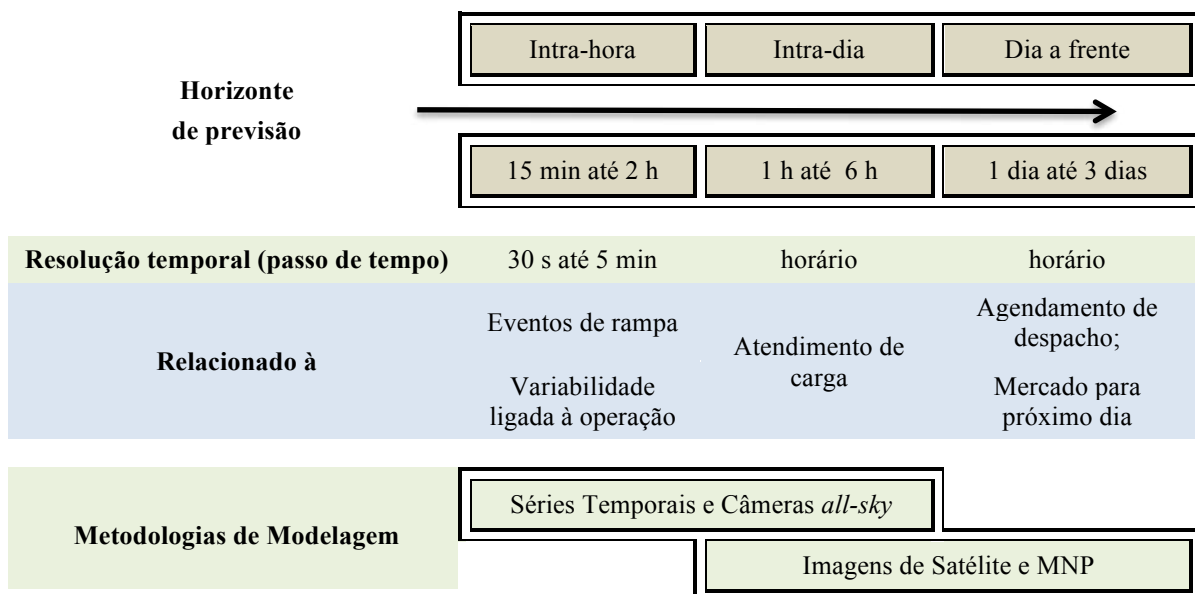 Intra-hora Intra-dia Dia a frente
Horizonte
de previsão
15 min até 2 h 1 h até 6 h 1 dia até 3 dias
Resolução temporal (passo de tempo) 30 s até 5 min horário horário
Relacionado à
Eventos de rampa
Variabilidade
ligada à operação
Atendimento de
carga
Agendamento de
despacho;
Mercado para
próximo dia
Metodologias de Modelagem
Séries Temporais e Câmeras all-sky
Imagens de Satélite e MNP